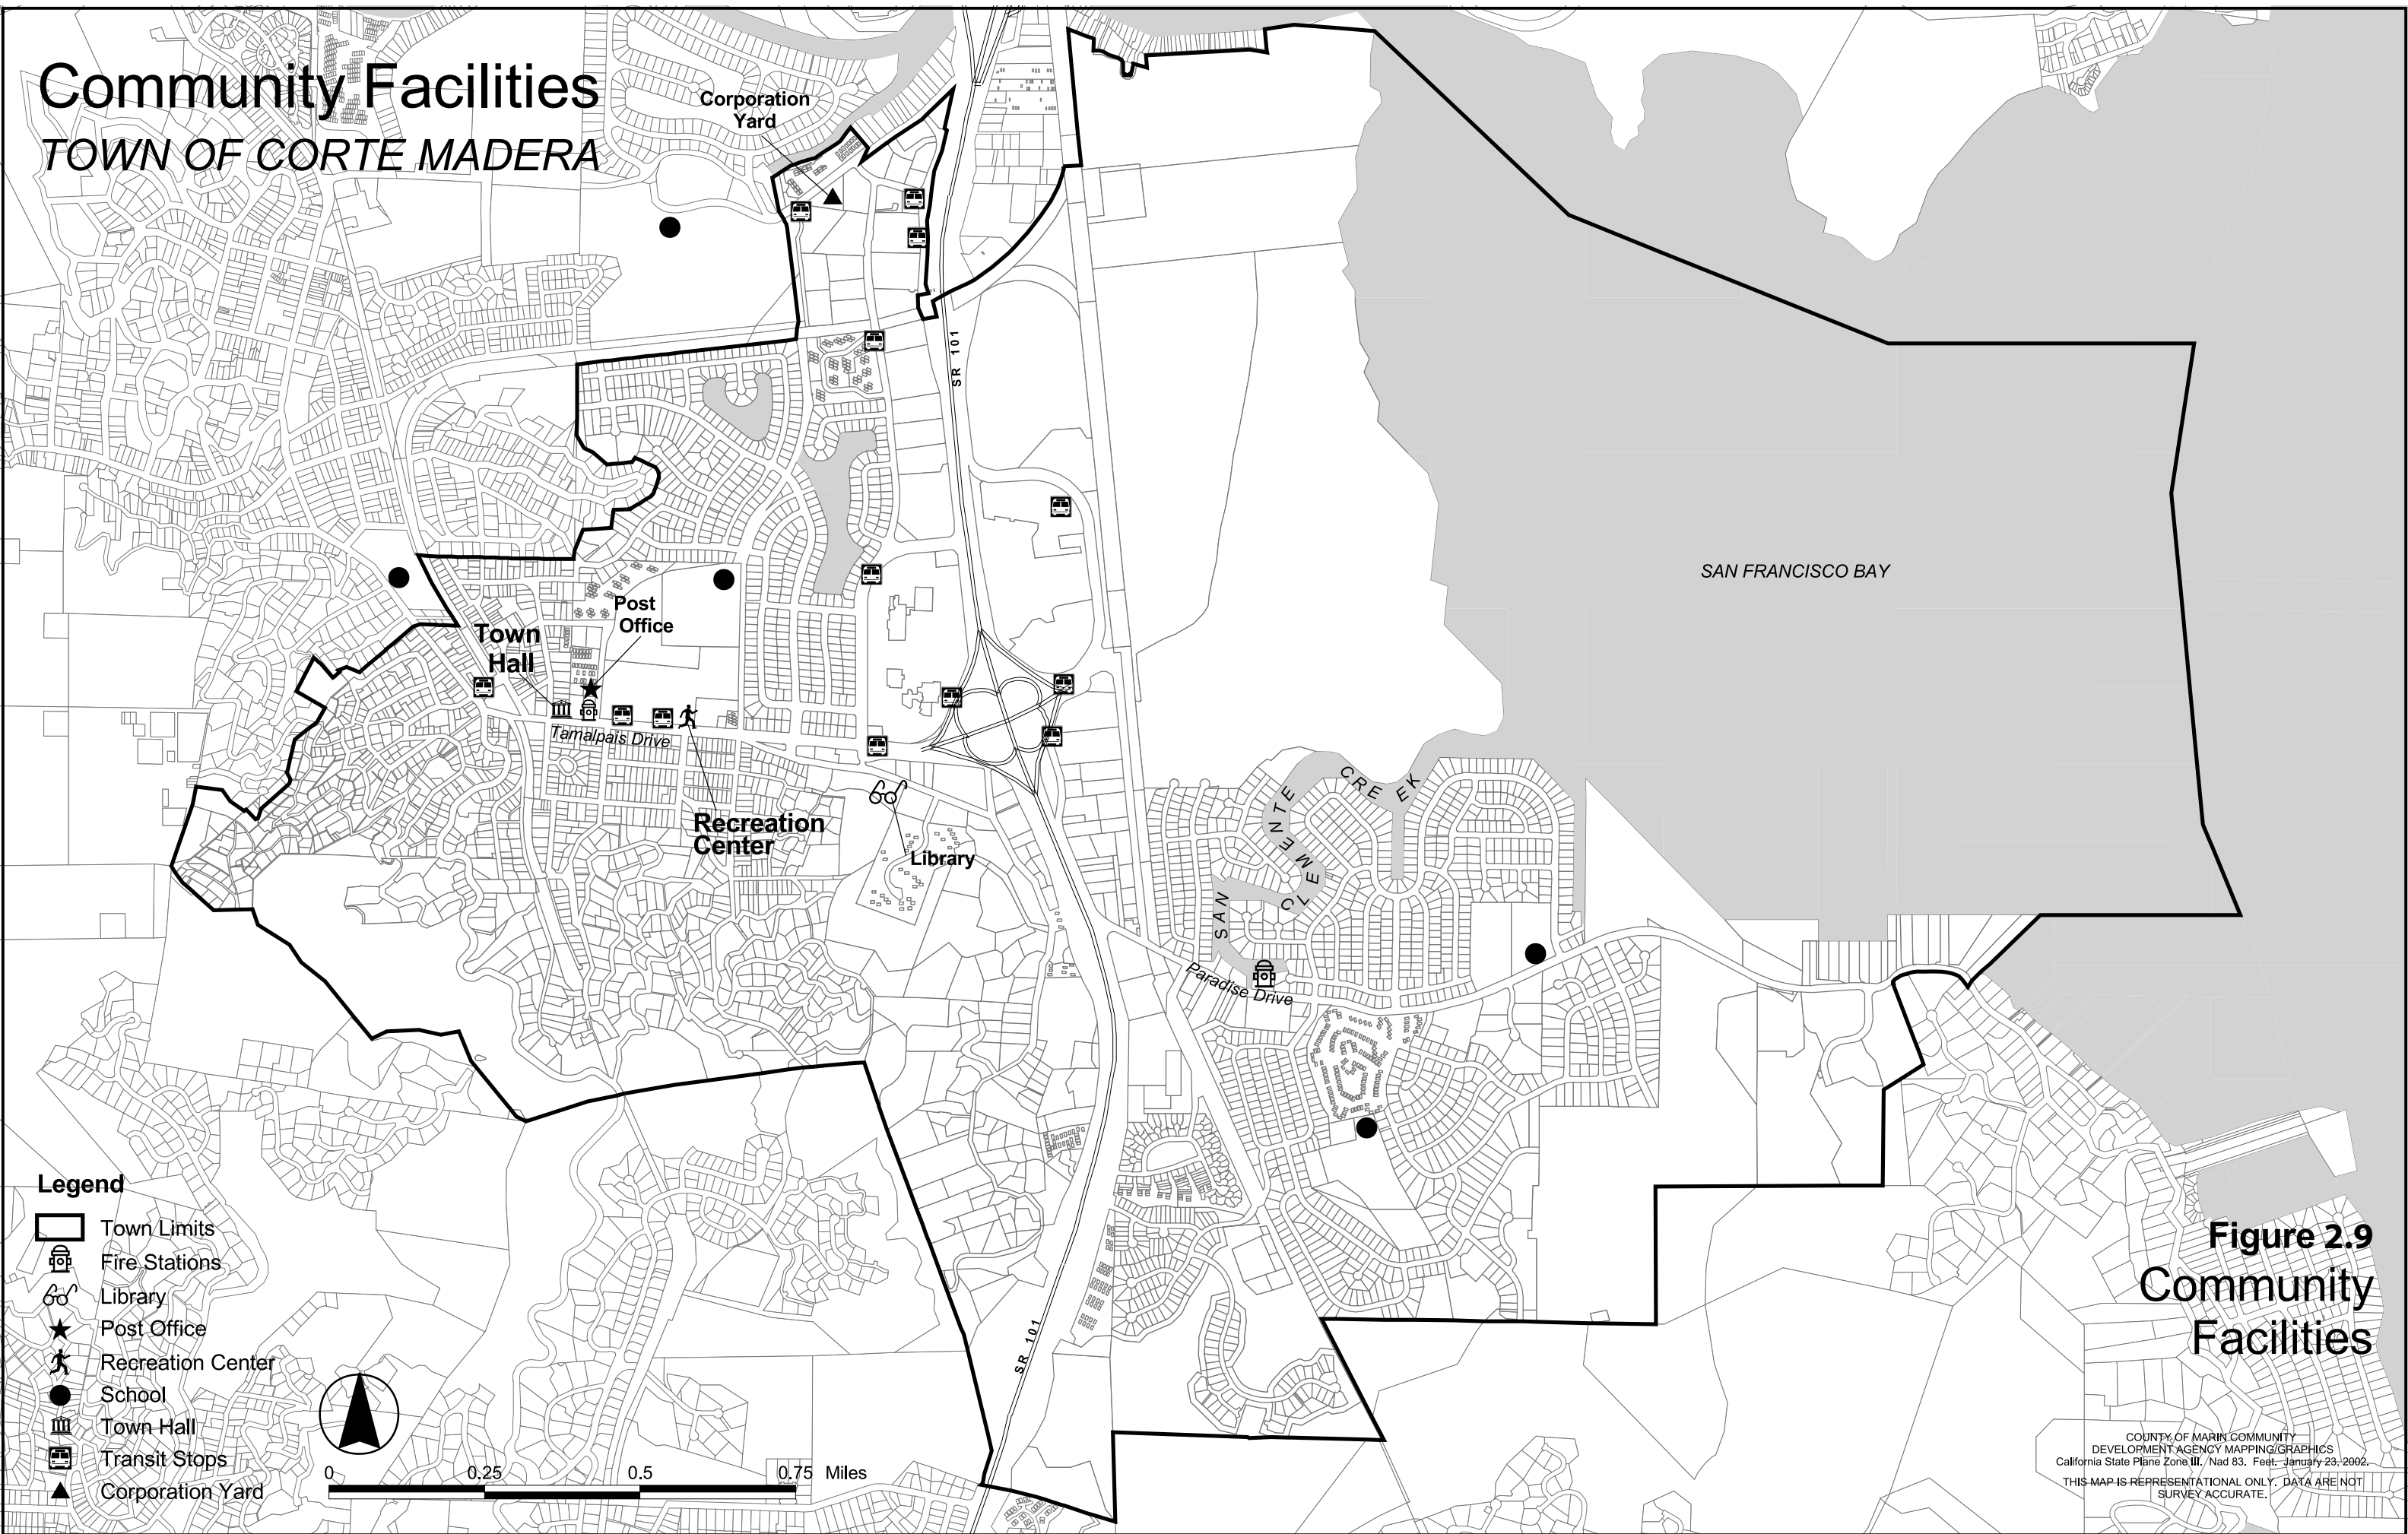 Community Facilities
TOWN OF CORTE MADERA
Corporation
Yard
SR 101
SAN FRANCISCO BAY
Post
Office
Town
Hall
Tamalpais Drive
Recreation
Center
Library
SAN CLEMENTE CREEK
Paradise Drive
SR 101
Legend
Town Limits
Fire Stations
Library
Post Office
Recreation Center
School
Town Hall
Transit Stops
Corporation Yard
0 0.25 0.5 0.75 Miles
Figure 2.9
Community
Facilities
COUNTY OF MARIN COMMUNITY
DEVELOPMENT AGENCY MAPPING/GRAPHICS
California State Plane Zone III. Nad 83. Feet. January 23, 2002.
THIS MAP IS REPRESENTATIONAL ONLY. DATA ARE NOT
SURVEY ACCURATE.